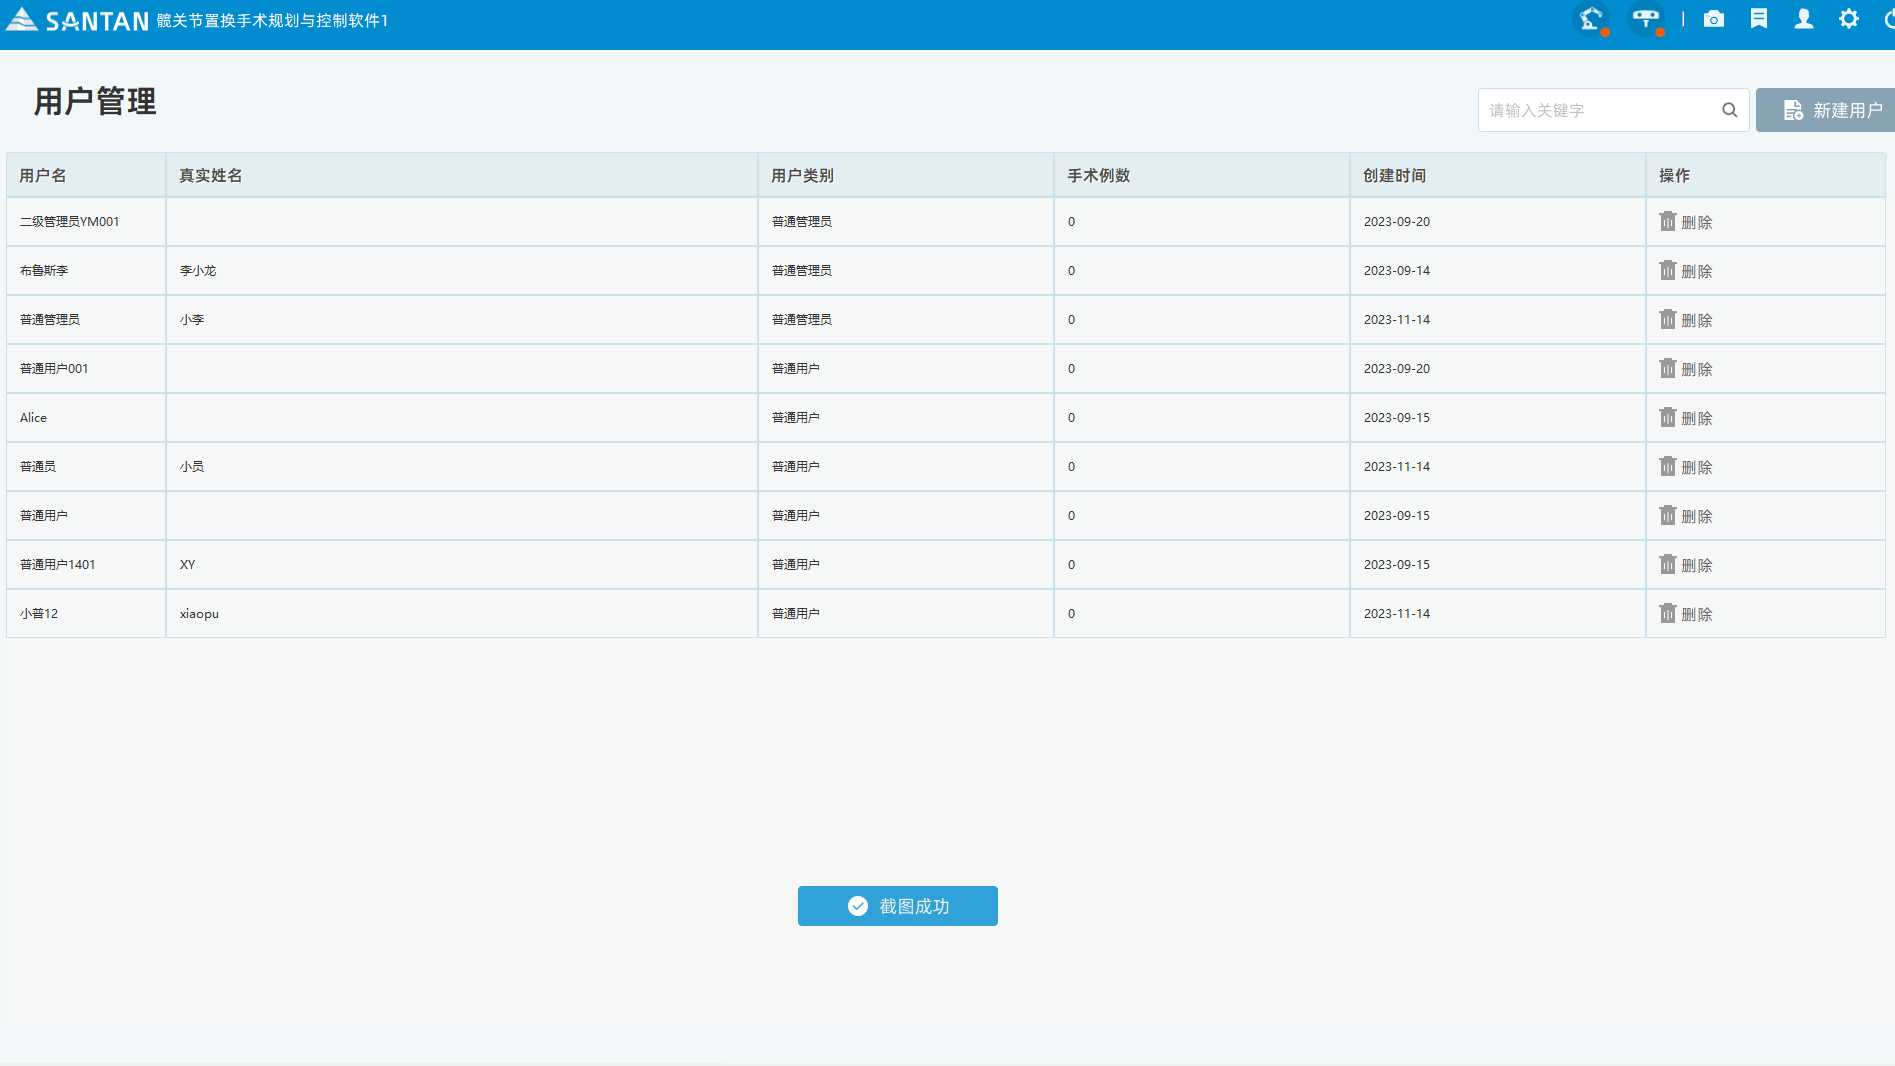 SANTAN 髋关节置换手术规划与控制软件1
用户管理
请输入关键字
新建用户
用户名 真实姓名 用户类别 手术例数 创建时间 操作
二级管理员YM001 普通管理员 0 2023-09-20 删除
布鲁斯李 李小龙 普通管理员 0 2023-09-14 删除
普通管理员 小李 普通管理员 0 2023-11-14 删除
普通用户001 普通用户 0 2023-09-20 删除
Alice 普通用户 0 2023-09-15 删除
普通员 小员 普通用户 0 2023-11-14 删除
普通用户 普通用户 0 2023-09-15 删除
普通用户1401 XY 普通用户 0 2023-09-15 删除
小普12 xiaopu 普通用户 0 2023-11-14 删除
截图成功